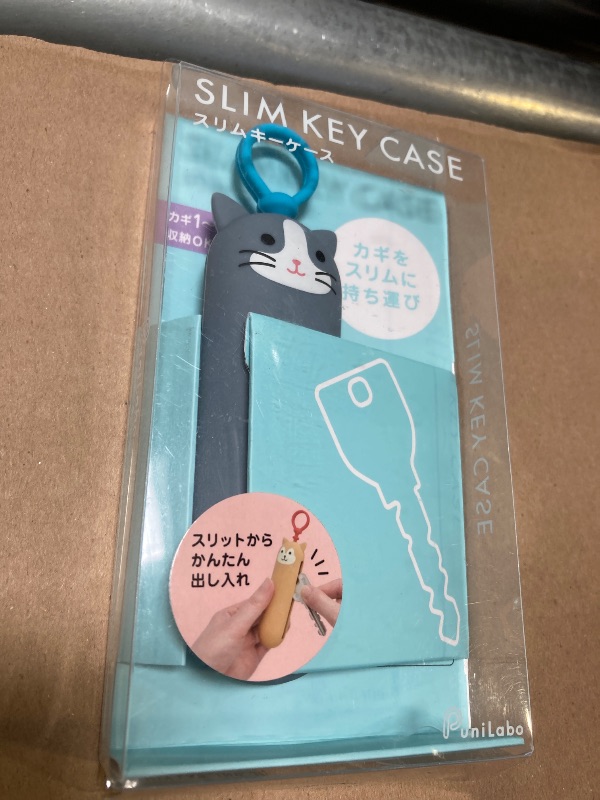 SLIM KEY CASE
スリムキーケース
カギ1~
収納OK
カギを
スリムに
持ち運び
SLIM KEY CASE
スリットから
かんたん
出し入れ
PuniLabo